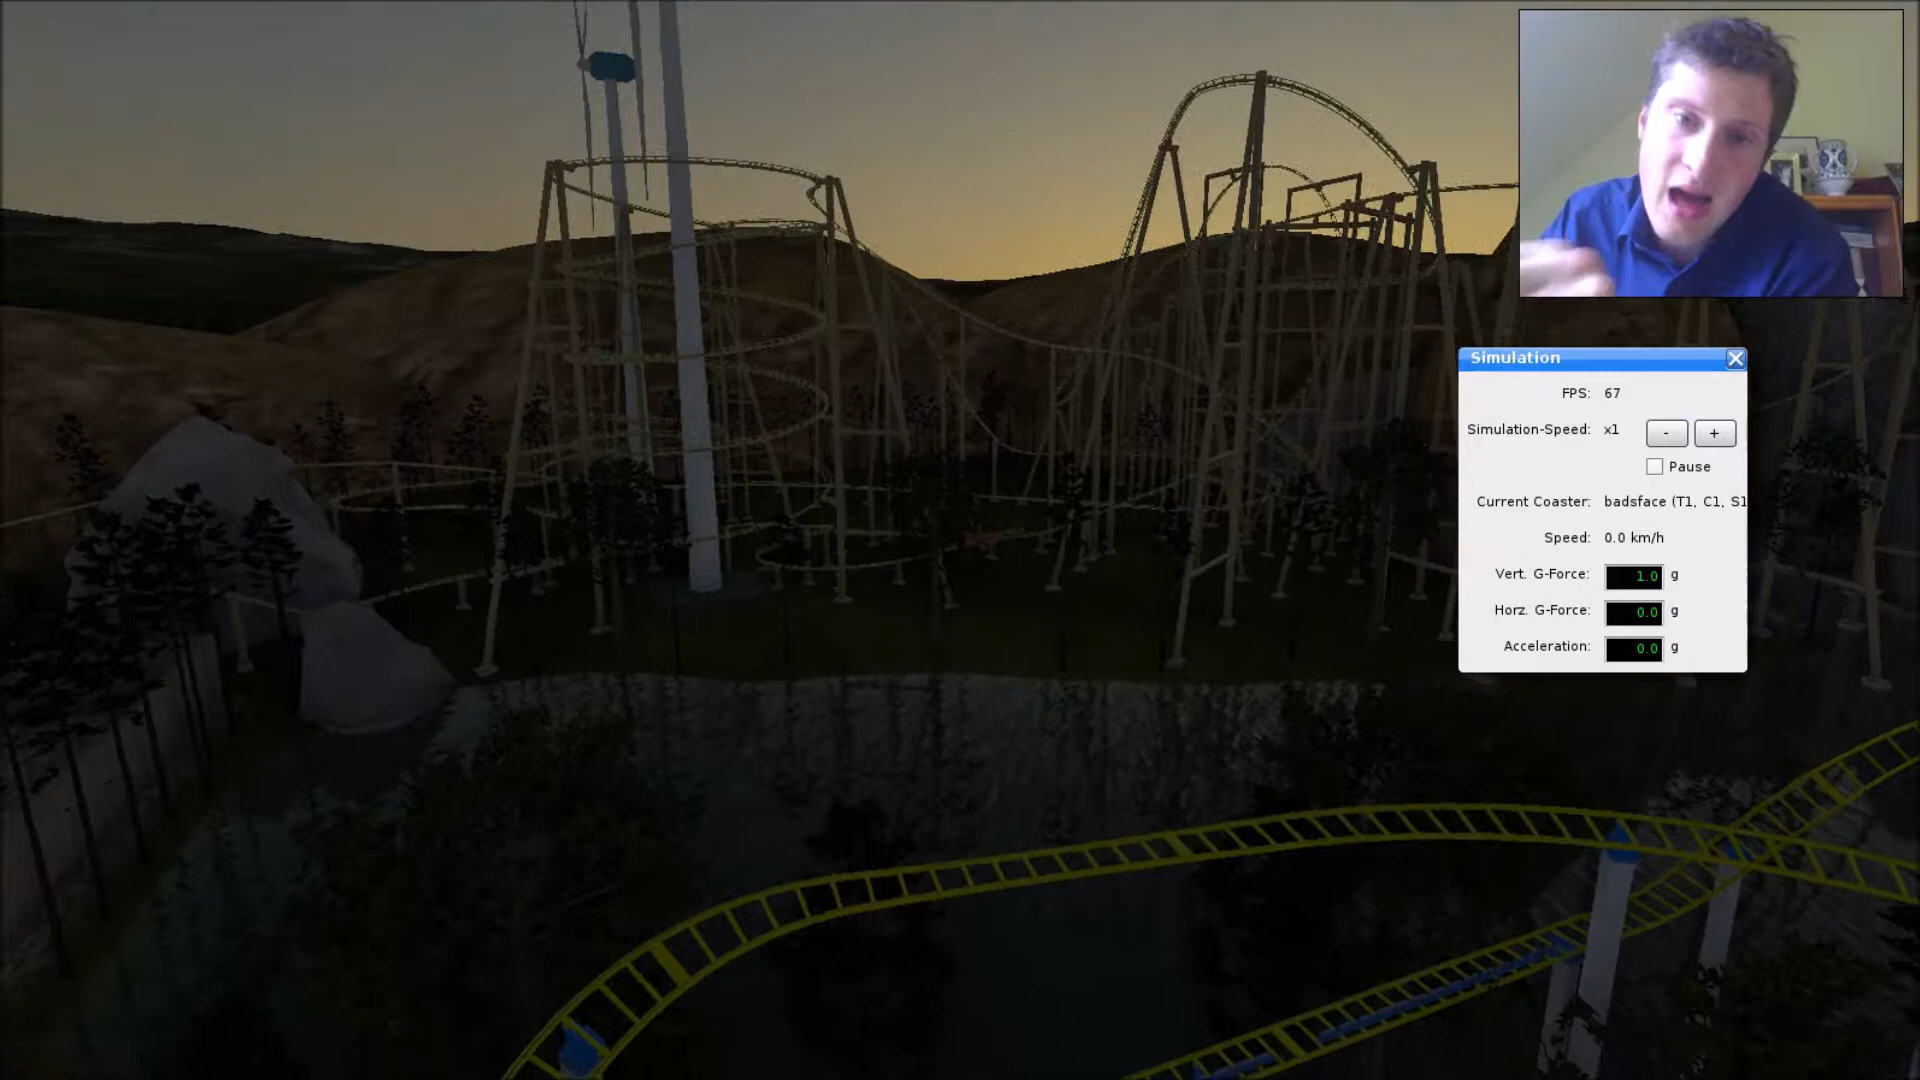 Simulation
FPS: 67
Simulation-Speed: x1 - +
Pause
Current Coaster: badsface (T1, C1, S1
Speed: 0.0 km/h
Vert. G-Force: 1.0 g
Horz. G-Force: 0.0 g
Acceleration: 0.0 g